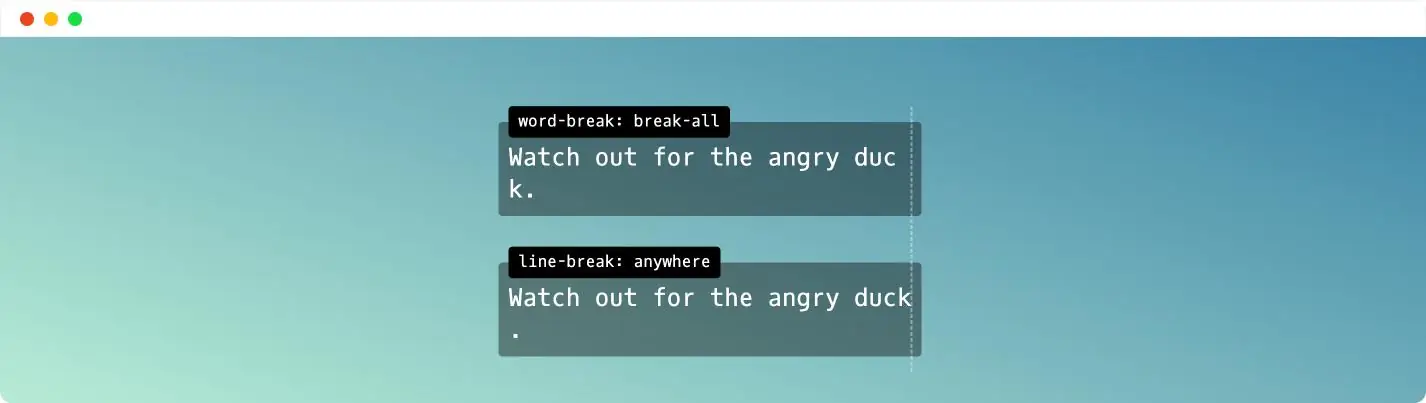 word-break: break-all
Watch out for the angry duc
k.
line-break: anywhere
Watch out for the angry duck
.